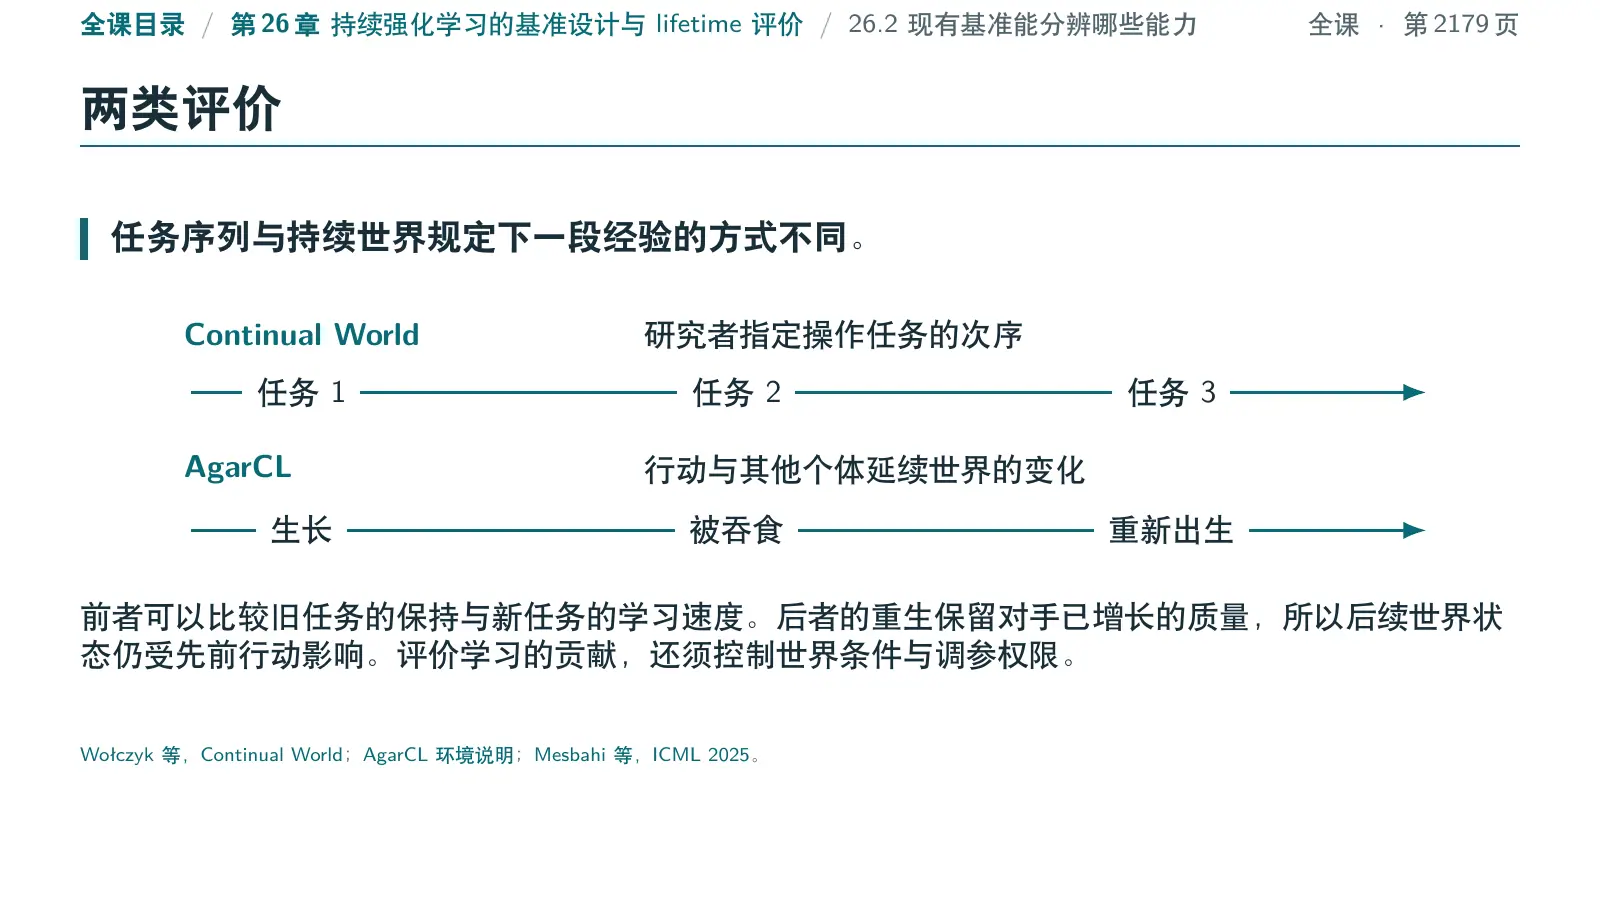 全课目录 / 第 26 章 持续强化学习的基准设计与 lifetime 评价 / 26.2 现有基准能分辨哪些能力 全课 · 第 2179 页
两类评价
任务序列与持续世界规定下一段经验的方式不同。
Continual World 研究者指定操作任务的次序
任务 1 任务 2 任务 3
AgarCL 行动与其他个体延续世界的变化
生长 被吞食 重新出生
前者可以比较旧任务的保持与新任务的学习速度。后者的重生保留对手已增长的质量，所以后续世界状
态仍受先前行动影响。评价学习的贡献，还须控制世界条件与调参权限。
Wołczyk 等，Continual World；AgarCL 环境说明；Mesbahi 等，ICML 2025。